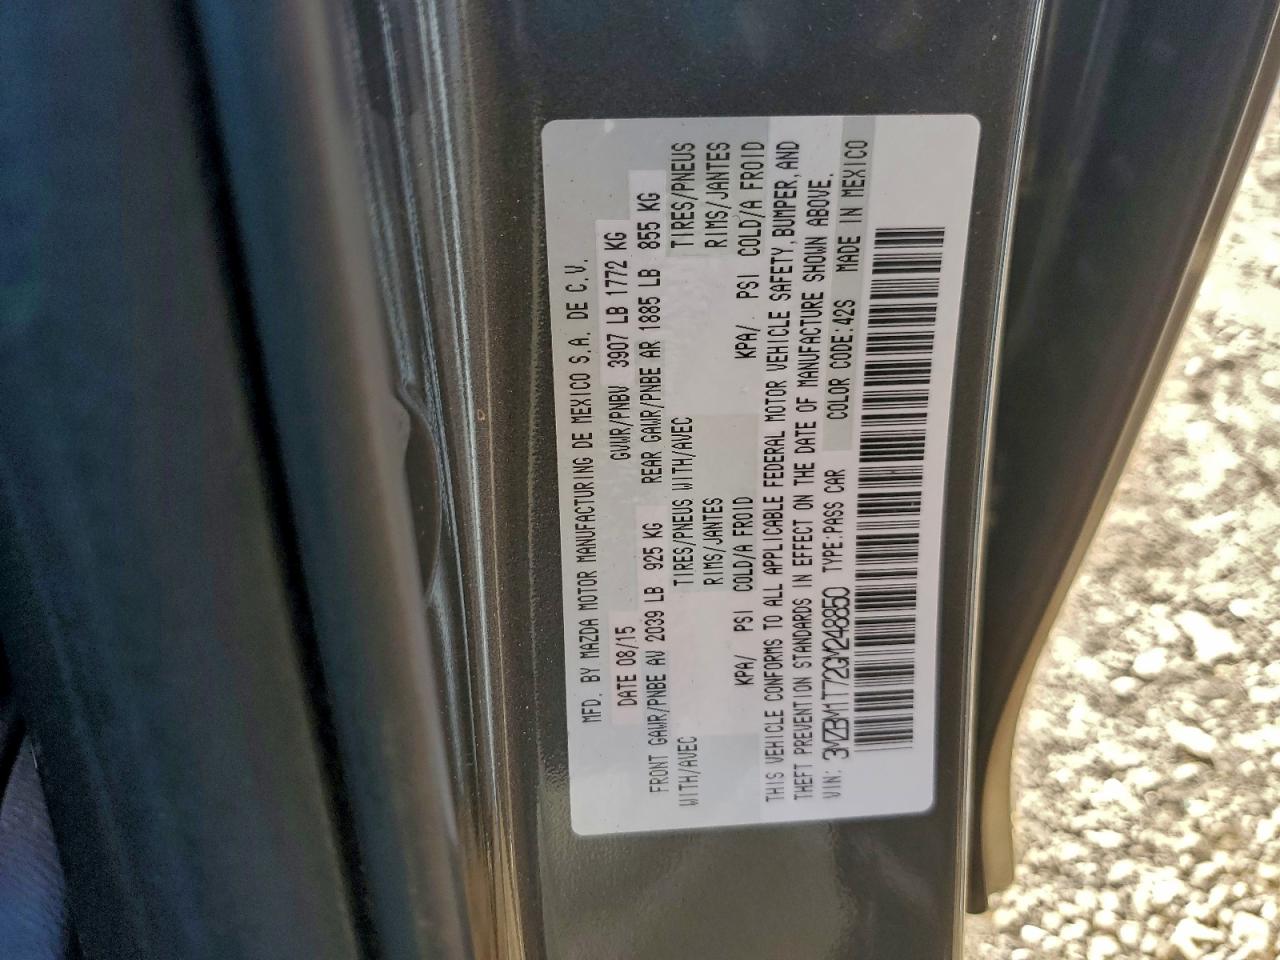 MFD. BY MAZDA MOTOR MANUFACTURING DE MEXICO S.A. DE C.V.
DATE 08/15 GVWR/PNBV 3907 LB 1772 KG
FRONT GAWR/PNBE AV 2039 LB 925 KG REAR GAWR/PNBE AR 1885 LB 855 KG
WITH/AVEC TIRES/PNEUS WITH/AVEC TIRES/PNEUS
RIMS/JANTES RIMS/JANTES
KPA/ PSI COLD/A FROID KPA/ PSI COLD/A FROID
THIS VEHICLE CONFORMS TO ALL APPLICABLE FEDERAL MOTOR VEHICLE SAFETY, BUMPER, AND
THEFT PREVENTION STANDARDS IN EFFECT ON THE DATE OF MANUFACTURE SHOWN ABOVE.
VIN: 3MZBM1T72GM248850 TYPE:PASS CAR COLOR CODE:42S MADE IN MEXICO